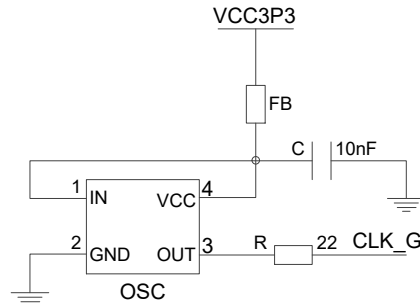 VCC3P3
FB
C 10nF
1 IN VCC 4
2 GND OUT 3 R 22 CLK_G
OSC